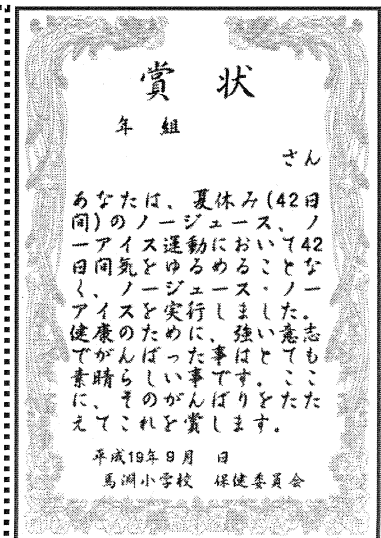 賞 状
年 組
さん
あなたは、夏休み(42日
間)のノージュース、ノ
ーアイス運動において42
日間気をゆるめることな
く、ノージュース・ノー
アイスを実行しました。
健康のために、強い意志
でがんばった事はとても
素晴らしい事です。ここ
に、そのがんばりをたた
えてこれを賞します。
平成19年9月 日
馬渕小学校 保健委員会